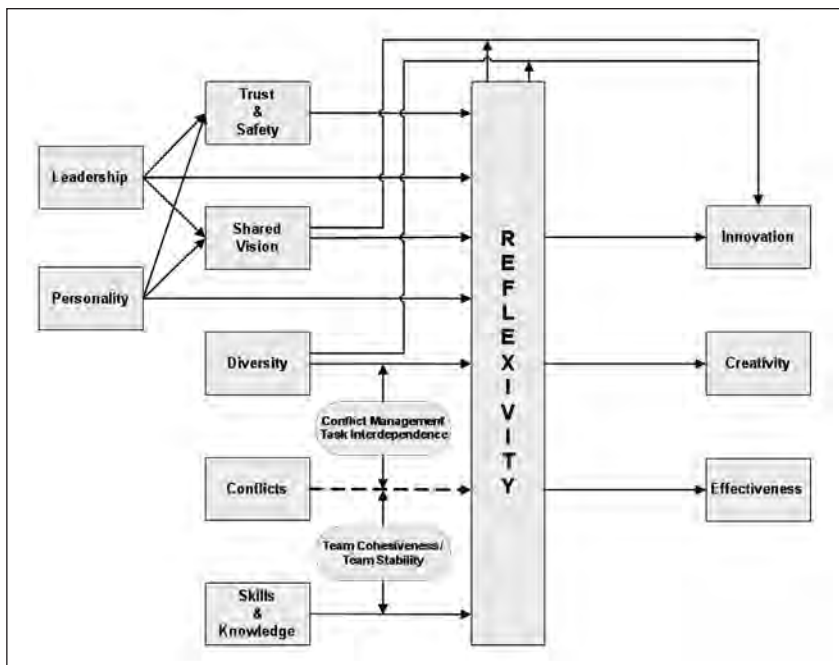 Trust
&
Safety
Leadership
Shared
Vision
Personality
Diversity
Conflict Management
Task Interdependence
Conflicts
Team Cohesiveness/
Team Stability
Skills
&
Knowledge
REFLEXIVITY
Innovation
Creativity
Effectiveness